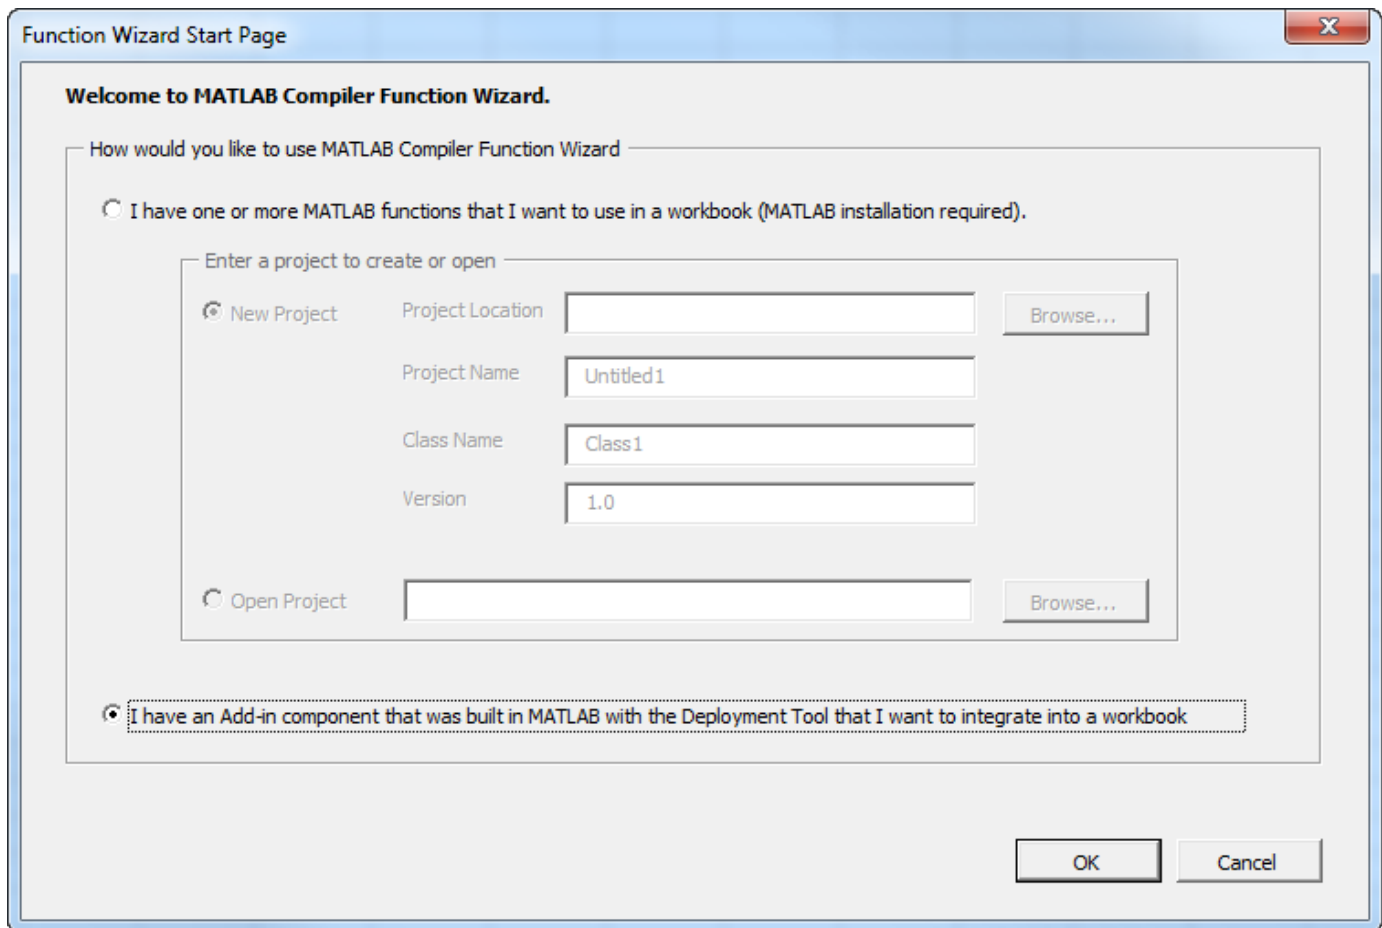 Function Wizard Start Page
Welcome to MATLAB Compiler Function Wizard.
How would you like to use MATLAB Compiler Function Wizard
I have one or more MATLAB functions that I want to use in a workbook (MATLAB installation required).
Enter a project to create or open
New Project Project Location Browse...
Project Name Untitled1
Class Name Class1
Version 1.0
Open Project Browse...
I have an Add-in component that was built in MATLAB with the Deployment Tool that I want to integrate into a workbook
OK Cancel